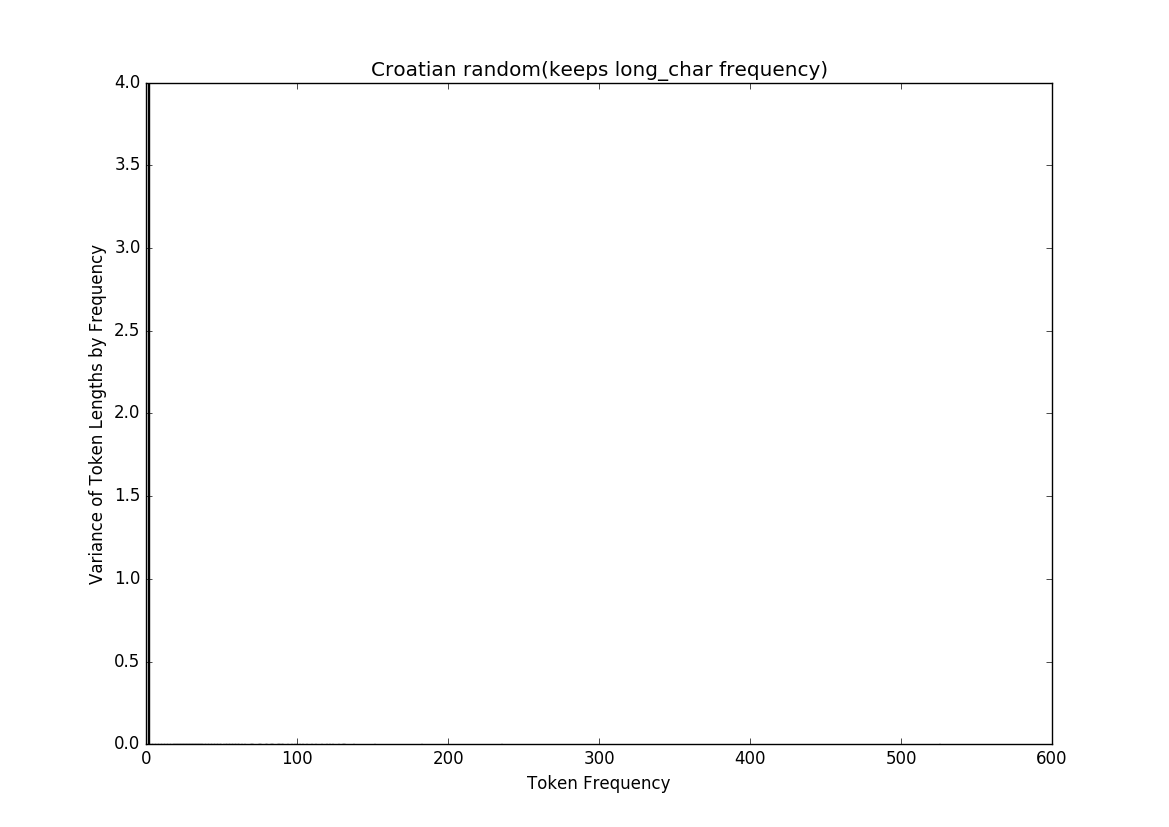 Croatian random(keeps long_char frequency)
4.0
3.5
3.0
2.5
2.0
1.5
1.0
0.5
0.0
Variance of Token Lengths by Frequency
0 100 200 300 400 500 600
Token Frequency